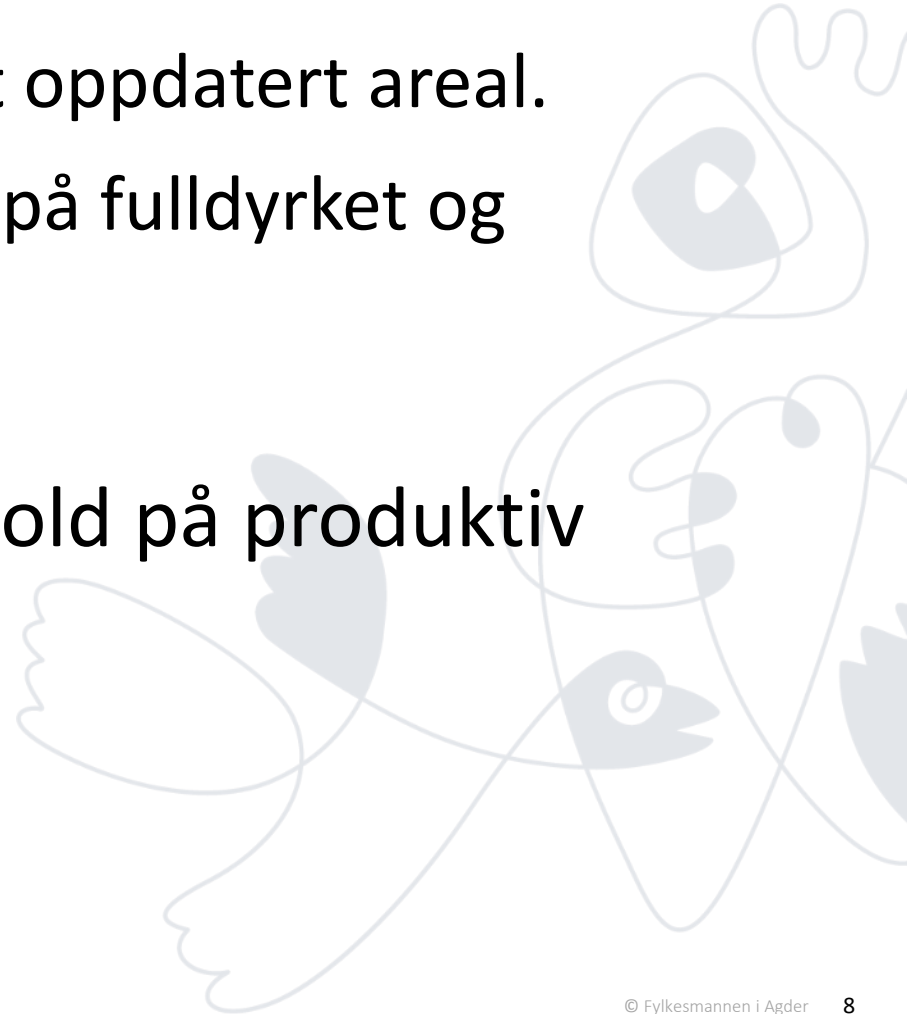 t oppdatert areal.
på fulldyrket og
old på produktiv
© Fylkesmannen i Agder 8